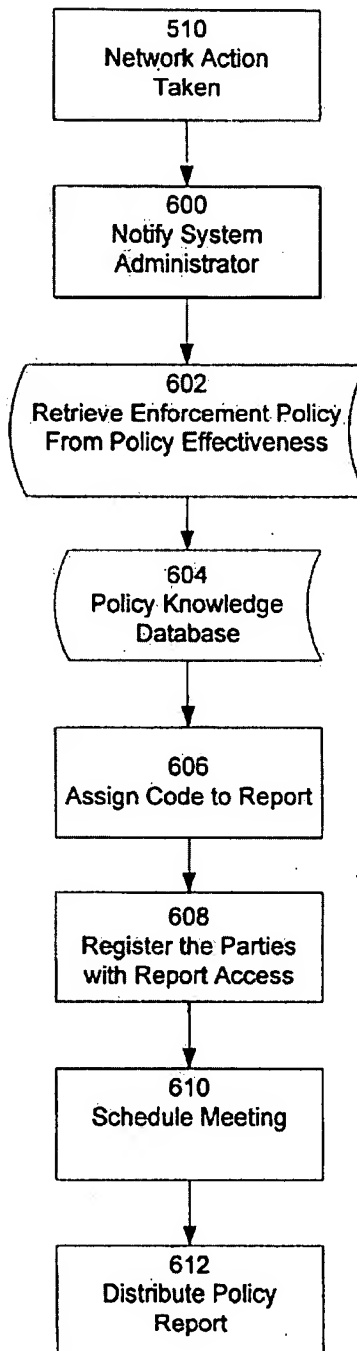 510
Network Action
Taken
600
Notify System
Administrator
602
Retrieve Enforcement Policy
From Policy Effectiveness
604
Policy Knowledge
Database
606
Assign Code to Report
608
Register the Parties
with Report Access
610
Schedule Meeting
612
Distribute Policy
Report